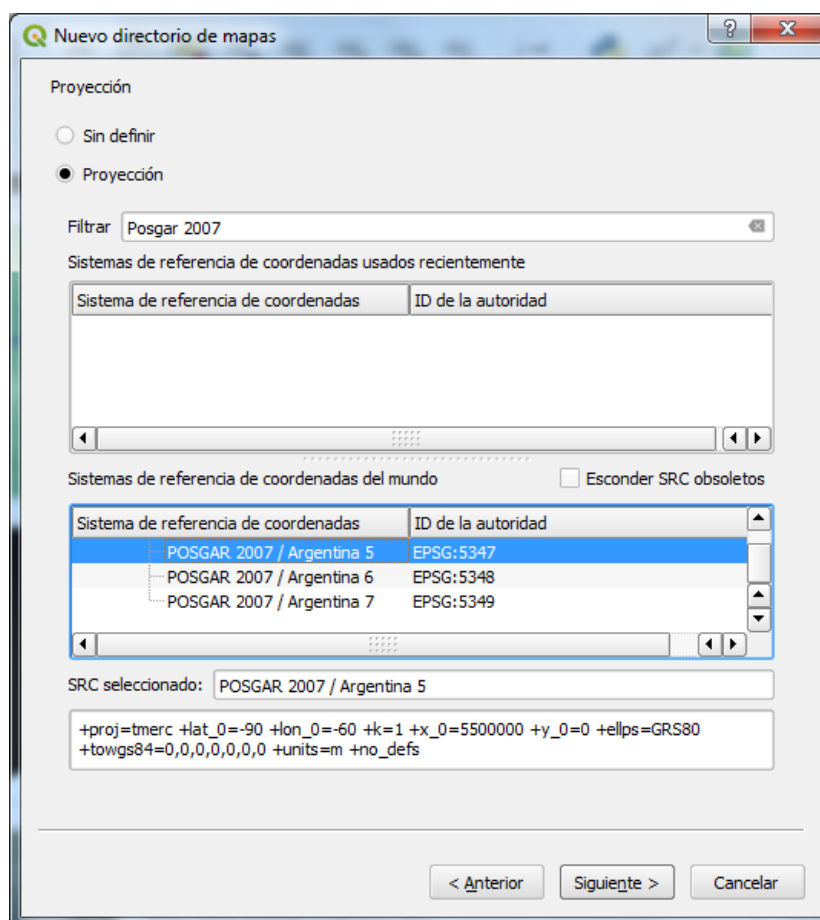 Nuevo directorio de mapas
Proyección
Sin definir
Proyección
Filtrar Posgar 2007
Sistemas de referencia de coordenadas usados recientemente
Sistema de referencia de coordenadas ID de la autoridad
Sistemas de referencia de coordenadas del mundo Esconder SRC obsoletos
Sistema de referencia de coordenadas ID de la autoridad
POSGAR 2007 / Argentina 5 EPSG:5347
POSGAR 2007 / Argentina 6 EPSG:5348
POSGAR 2007 / Argentina 7 EPSG:5349
SRC seleccionado: POSGAR 2007 / Argentina 5
+proj=tmerc +lat_0=-90 +lon_0=-60 +k=1 +x_0=5500000 +y_0=0 +ellps=GRS80
+towgs84=0,0,0,0,0,0,0 +units=m +no_defs
< Anterior Siguiente > Cancelar